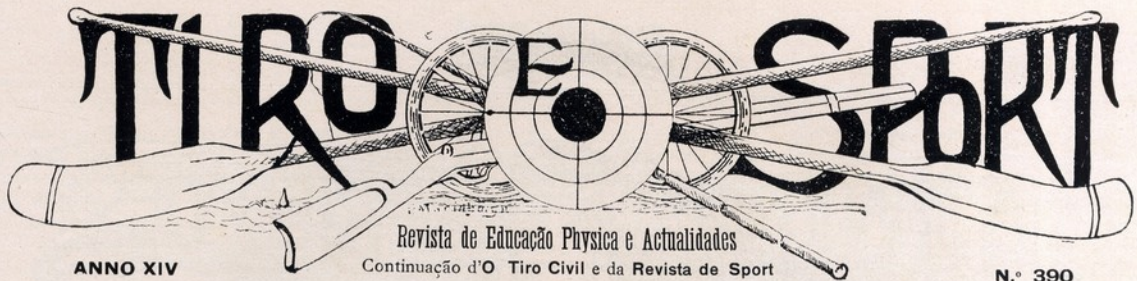 TIRO E SPORT
Revista de Educação Physica e Actualidades
ANNO XIV
Continuação d'O Tiro Civil e da Revista de Sport
N.º 390